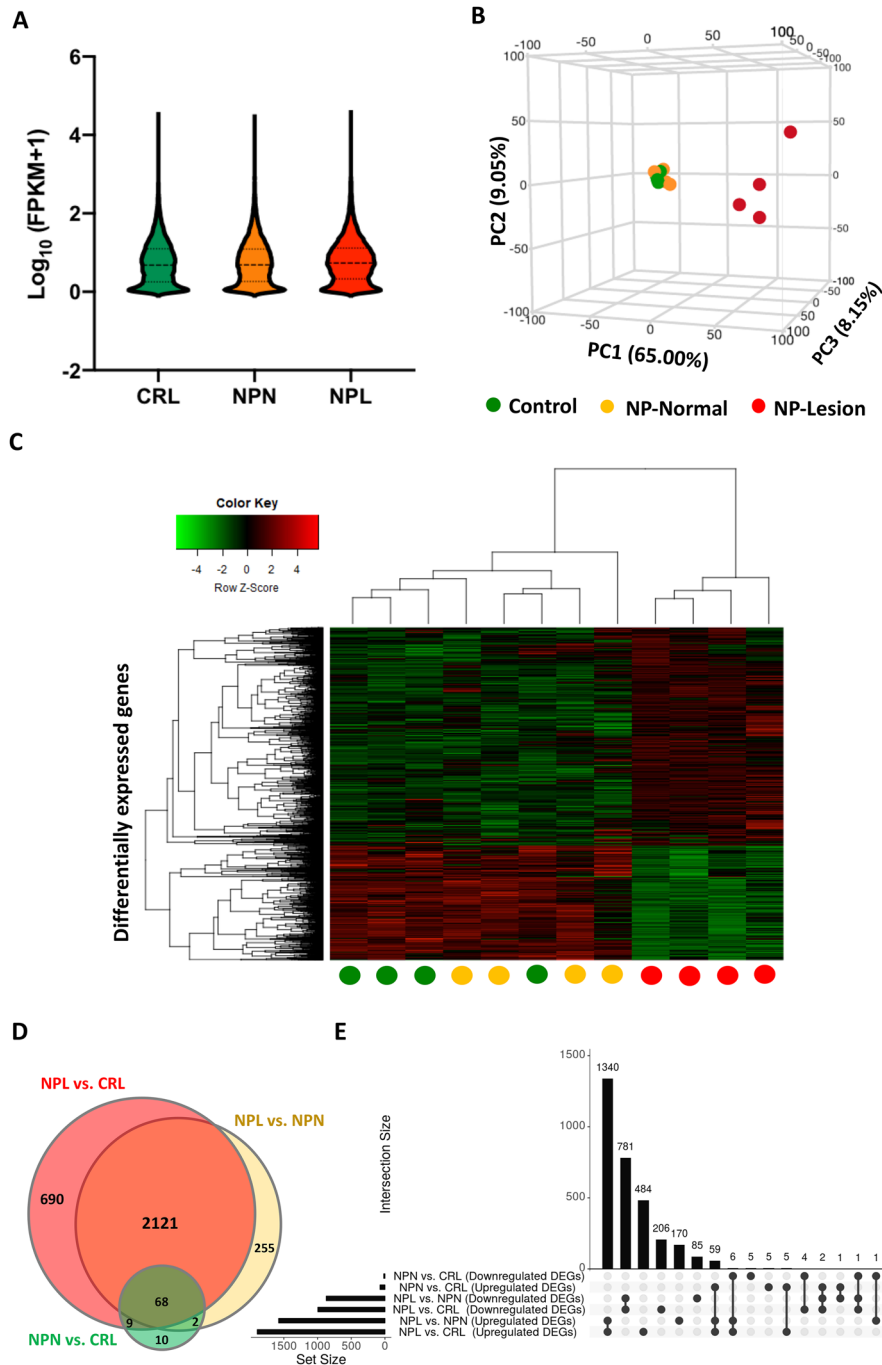 A
6
4
2
0
-2
Log10 (FPKM+1)
CRL NPN NPL
B
-100 -50 0 50 100 50 0 -50 -100
100 100
50 50
0 0
-50 -50
-100 -100
-100 -50 0 50 100 50 0 -50 -100
PC2 (9.05%)
PC1 (65.00%)
PC3 (8.15%)
Control NP-Normal NP-Lesion
C
Color Key
-4 -2 0 2 4
Row Z-Score
Differentially expressed genes
D
NPL vs. CRL
NPL vs. NPN
690
2121
255
68
9 2
10
NPN vs. CRL
E
1500
1000
500
0
Intersection Size
1340 781 484 206 170 85 59 6 5 5 5 4 2 1 1 1
NPN vs. CRL (Downregulated DEGs)
NPN vs. CRL (Upregulated DEGs)
NPL vs. NPN (Downregulated DEGs)
NPL vs. CRL (Downregulated DEGs)
NPL vs. NPN (Upregulated DEGs)
NPL vs. CRL (Upregulated DEGs)
1500 1000 500 0
Set Size